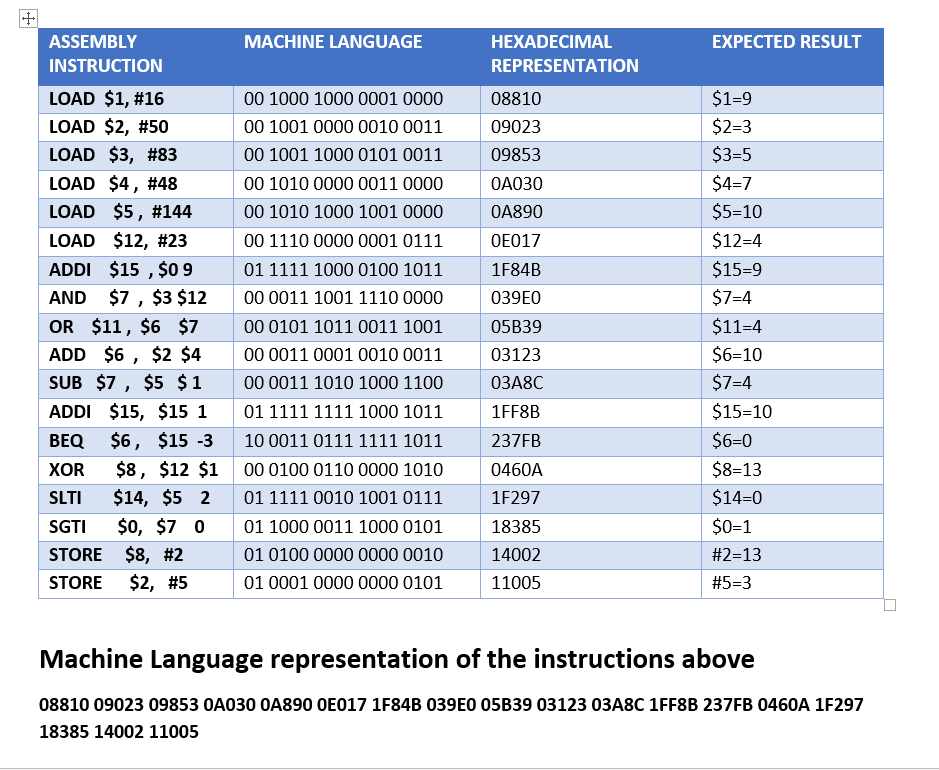 ASSEMBLY INSTRUCTION MACHINE LANGUAGE HEXADECIMAL REPRESENTATION EXPECTED RESULT
LOAD $1, #16 00 1000 1000 0001 0000 08810 $1=9
LOAD $2, #50 00 1001 0000 0010 0011 09023 $2=3
LOAD $3, #83 00 1001 1000 0101 0011 09853 $3=5
LOAD $4 , #48 00 1010 0000 0011 0000 0A030 $4=7
LOAD $5 , #144 00 1010 1000 1001 0000 0A890 $5=10
LOAD $12, #23 00 1110 0000 0001 0111 0E017 $12=4
ADDI $15 , $0 9 01 1111 1000 0100 1011 1F84B $15=9
AND $7 , $3 $12 00 0011 1001 1110 0000 039E0 $7=4
OR $11 , $6 $7 00 0101 1011 0011 1001 05B39 $11=4
ADD $6 , $2 $4 00 0011 0001 0010 0011 03123 $6=10
SUB $7 , $5 $ 1 00 0011 1010 1000 1100 03A8C $7=4
ADDI $15, $15 1 01 1111 1111 1000 1011 1FF8B $15=10
BEQ $6 , $15 -3 10 0011 0111 1111 1011 237FB $6=0
XOR $8 , $12 $1 00 0100 0110 0000 1010 0460A $8=13
SLTI $14, $5 2 01 1111 0010 1001 0111 1F297 $14=0
SGTI $0, $7 0 01 1000 0011 1000 0101 18385 $0=1
STORE $8, #2 01 0100 0000 0000 0010 14002 #2=13
STORE $2, #5 01 0001 0000 0000 0101 11005 #5=3
Machine Language representation of the instructions above
08810 09023 09853 0A030 0A890 0E017 1F84B 039E0 05B39 03123 03A8C 1FF8B 237FB 0460A 1F297
18385 14002 11005